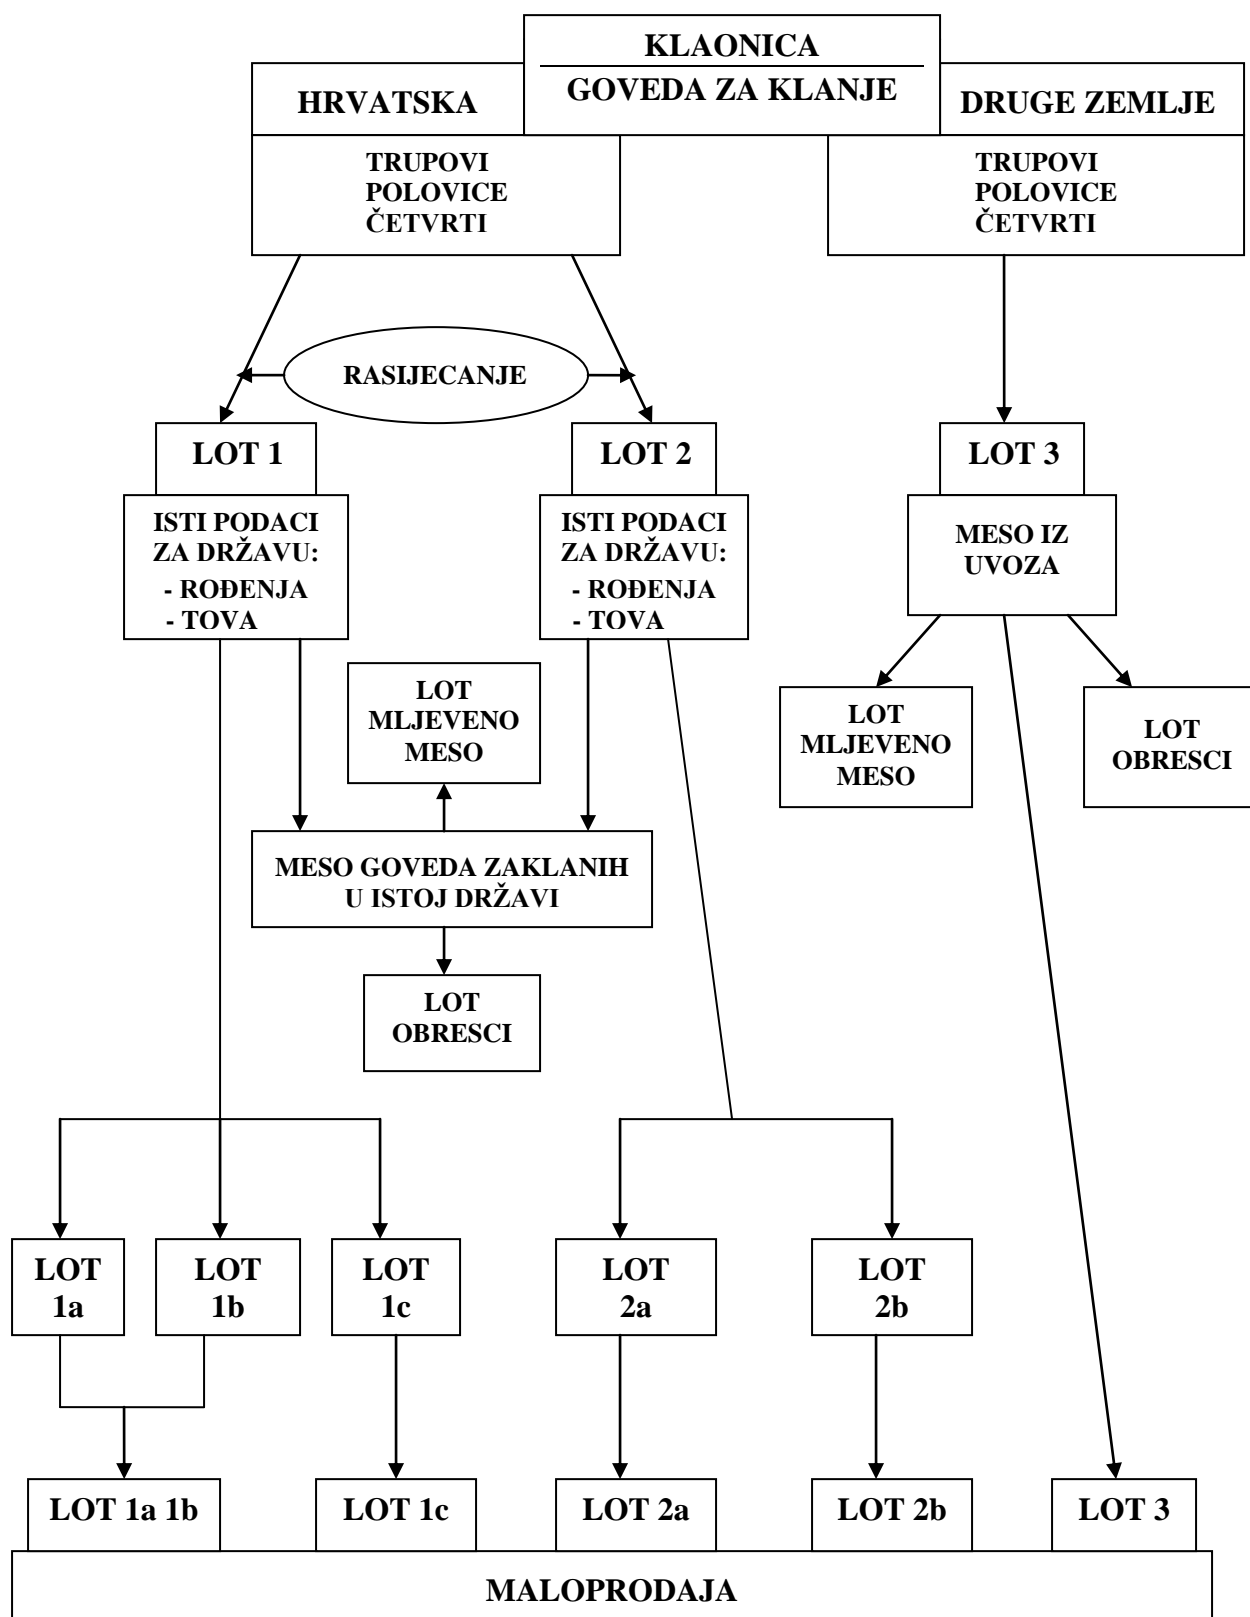 KLAONICA
GOVEDA ZA KLANJE
HRVATSKA
DRUGE ZEMLJE
TRUPOVI
POLOVICE
ČETVRTI
TRUPOVI
POLOVICE
ČETVRTI
RASIJECANJE
LOT 1
LOT 2
LOT 3
ISTI PODACI
ZA DRŽAVU:
- ROĐENJA
- TOVA
ISTI PODACI
ZA DRŽAVU:
- ROĐENJA
- TOVA
MESO IZ
UVOZA
LOT
MLJEVENO
MESO
LOT
MLJEVENO
MESO
LOT
OBRESCI
MESO GOVEDA ZAKLANIH
U ISTOJ DRŽAVI
LOT
OBRESCI
LOT
1a
LOT
1b
LOT
1c
LOT
2a
LOT
2b
LOT 1a 1b
LOT 1c
LOT 2a
LOT 2b
LOT 3
MALOPRODAJA